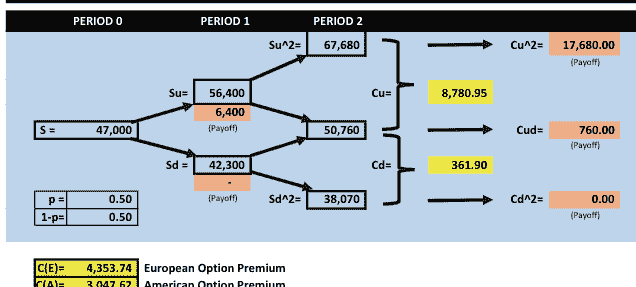 PERIOD 0 PERIOD 1 PERIOD 2
Su^2= 67,680 Cu^2= 17,680.00
(Payoff)
Su= 56,400 Cu= 8,780.95
6,400
(Payoff)
S = 47,000 50,760 Cud= 760.00
(Payoff)
Sd = 42,300 Cd= 361.90
-
(Payoff)
p = 0.50 Sd^2= 38,070 Cd^2= 0.00
1-p= 0.50 (Payoff)
C(E)= 4,353.74 European Option Premium
C(A)= 3,047.62 American Option Premium